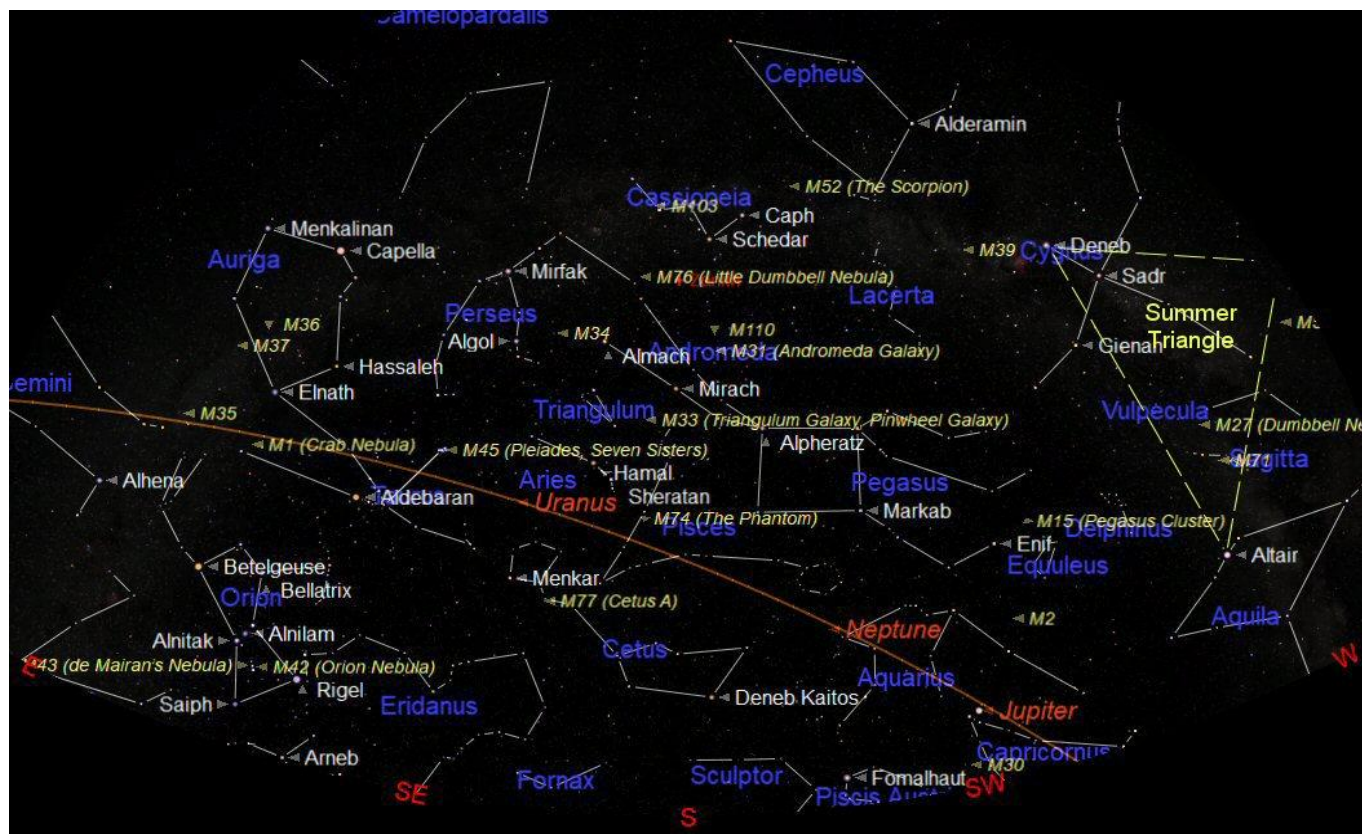 Camelopardalis
Cepheus
Alderamin
M52 (The Scorpion)
Cassiopeia
M103
Caph
Schedar
Menkalinan
Capella
Auriga
Mirfak
M76 (Little Dumbbell Nebula)
M39
Deneb
Cygnus
Sadr
Lacerta
Perseus
M36
M37
M34
M110
Summer
Triangle
Algol
Almach
Andromeda
M31 (Andromeda Galaxy)
Gienah
Hassaleh
Gemini
Elnath
Mirach
M35
Triangulum
M33 (Triangulum Galaxy, Pinwheel Galaxy)
Vulpecula
M27 (Dumbbell Ne
M1 (Crab Nebula)
M45 (Pleiades, Seven Sisters)
Alpheratz
M71
Sagitta
Alhena
Aries
Hamal
Pegasus
Taurus
Aldebaran
Uranus
Sheratan
Markab
M74 (The Phantom)
Pisces
M15 (Pegasus Cluster)
Delphinus
Enif
Equuleus
Altair
Betelgeuse
Bellatrix
Orion
Menkar
M77 (Cetus A)
M2
Aquila
Alnitak
Alnilam
Neptune
Cetus
E
M43 (de Mairan's Nebula)
M42 (Orion Nebula)
W
Rigel
Saiph
Eridanus
Deneb Kaitos
Aquarius
Jupiter
Arneb
Capricornus
M30
Fornax
Sculptor
Fomalhaut
SE
Piscis Aust
SW
S